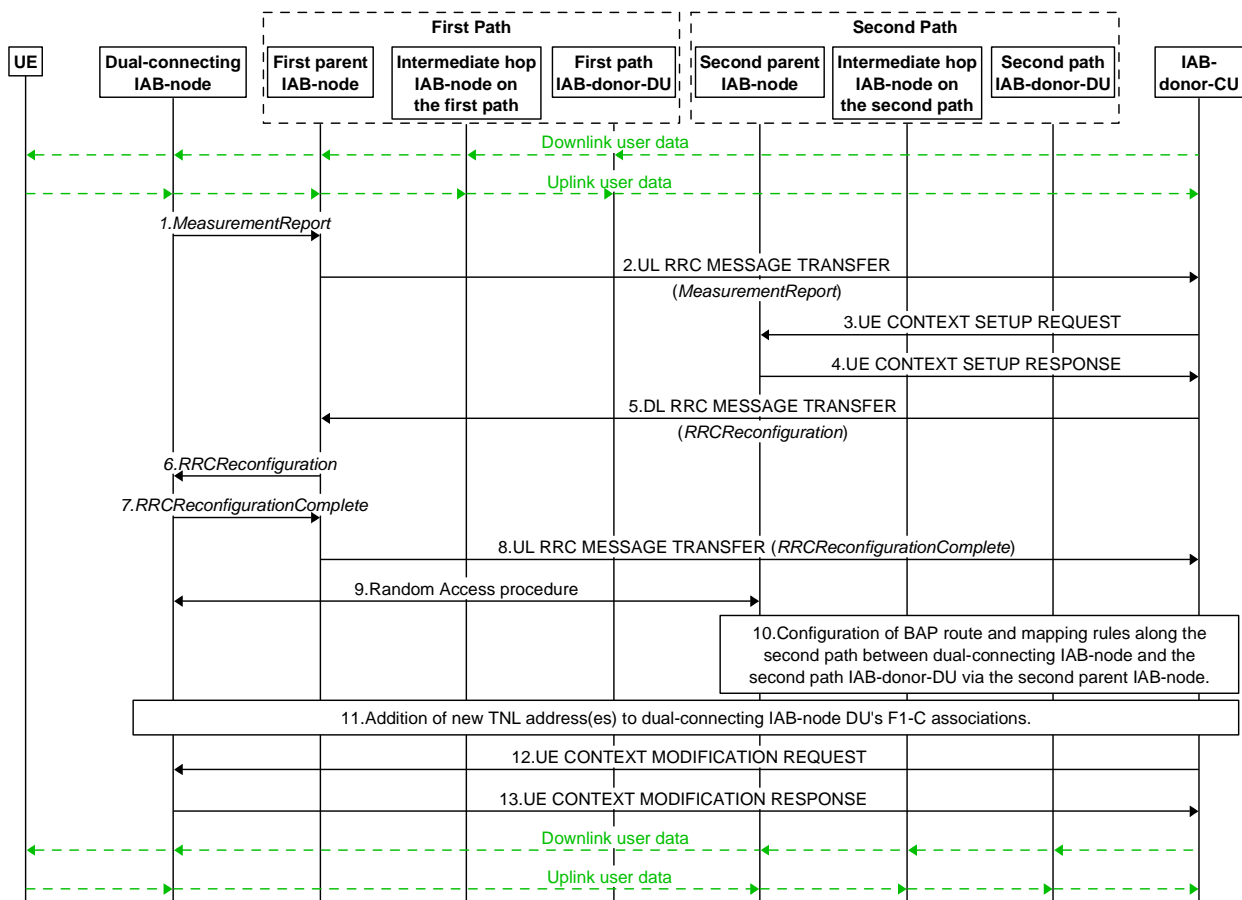 First Path
Second Path
UE
Dual-connecting
IAB-node
First parent
IAB-node
Intermediate hop
IAB-node on
the first path
First path
IAB-donor-DU
Second parent
IAB-node
Intermediate hop
IAB-node on
the second path
Second path
IAB-donor-DU
IAB-
donor-CU
Downlink user data
Uplink user data
1.MeasurementReport
2.UL RRC MESSAGE TRANSFER
(MeasurementReport)
3.UE CONTEXT SETUP REQUEST
4.UE CONTEXT SETUP RESPONSE
5.DL RRC MESSAGE TRANSFER
(RRCReconfiguration)
6.RRCReconfiguration
7.RRCReconfigurationComplete
8.UL RRC MESSAGE TRANSFER (RRCReconfigurationComplete)
9.Random Access procedure
10.Configuration of BAP route and mapping rules along the
second path between dual-connecting IAB-node and the
second path IAB-donor-DU via the second parent IAB-node.
11.Addition of new TNL address(es) to dual-connecting IAB-node DU's F1-C associations.
12.UE CONTEXT MODIFICATION REQUEST
13.UE CONTEXT MODIFICATION RESPONSE
Downlink user data
Uplink user data